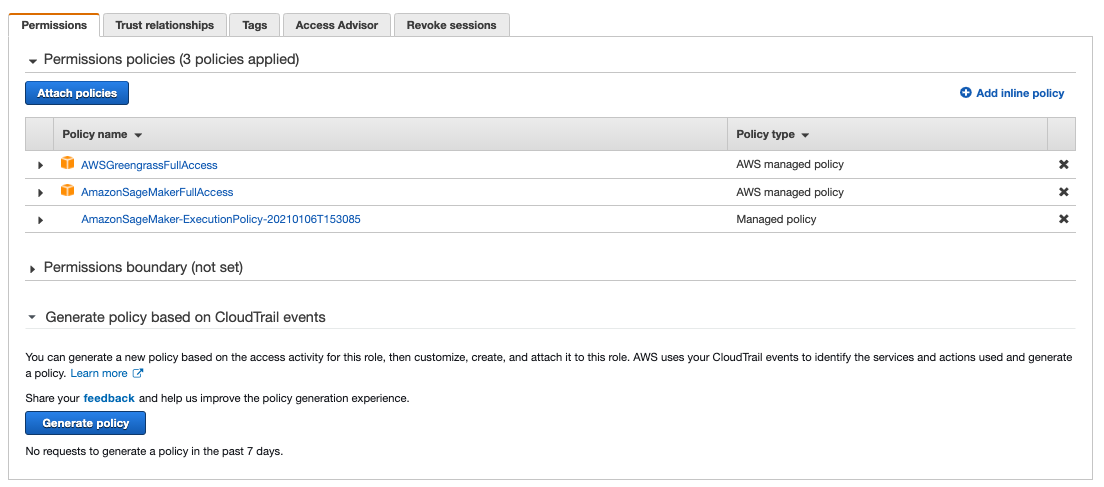 Permissions
Trust relationships
Tags
Access Advisor
Revoke sessions
Permissions policies (3 policies applied)
Attach policies
Add inline policy
Policy name
Policy type
AWSGreengrassFullAccess
AWS managed policy
AmazonSageMakerFullAccess
AWS managed policy
AmazonSageMaker-ExecutionPolicy-20210106T153085
Managed policy
Permissions boundary (not set)
Generate policy based on CloudTrail events
You can generate a new policy based on the access activity for this role, then customize, create, and attach it to this role. AWS uses your CloudTrail events to identify the services and actions used and generate
a policy. Learn more
Share your feedback and help us improve the policy generation experience.
Generate policy
No requests to generate a policy in the past 7 days.